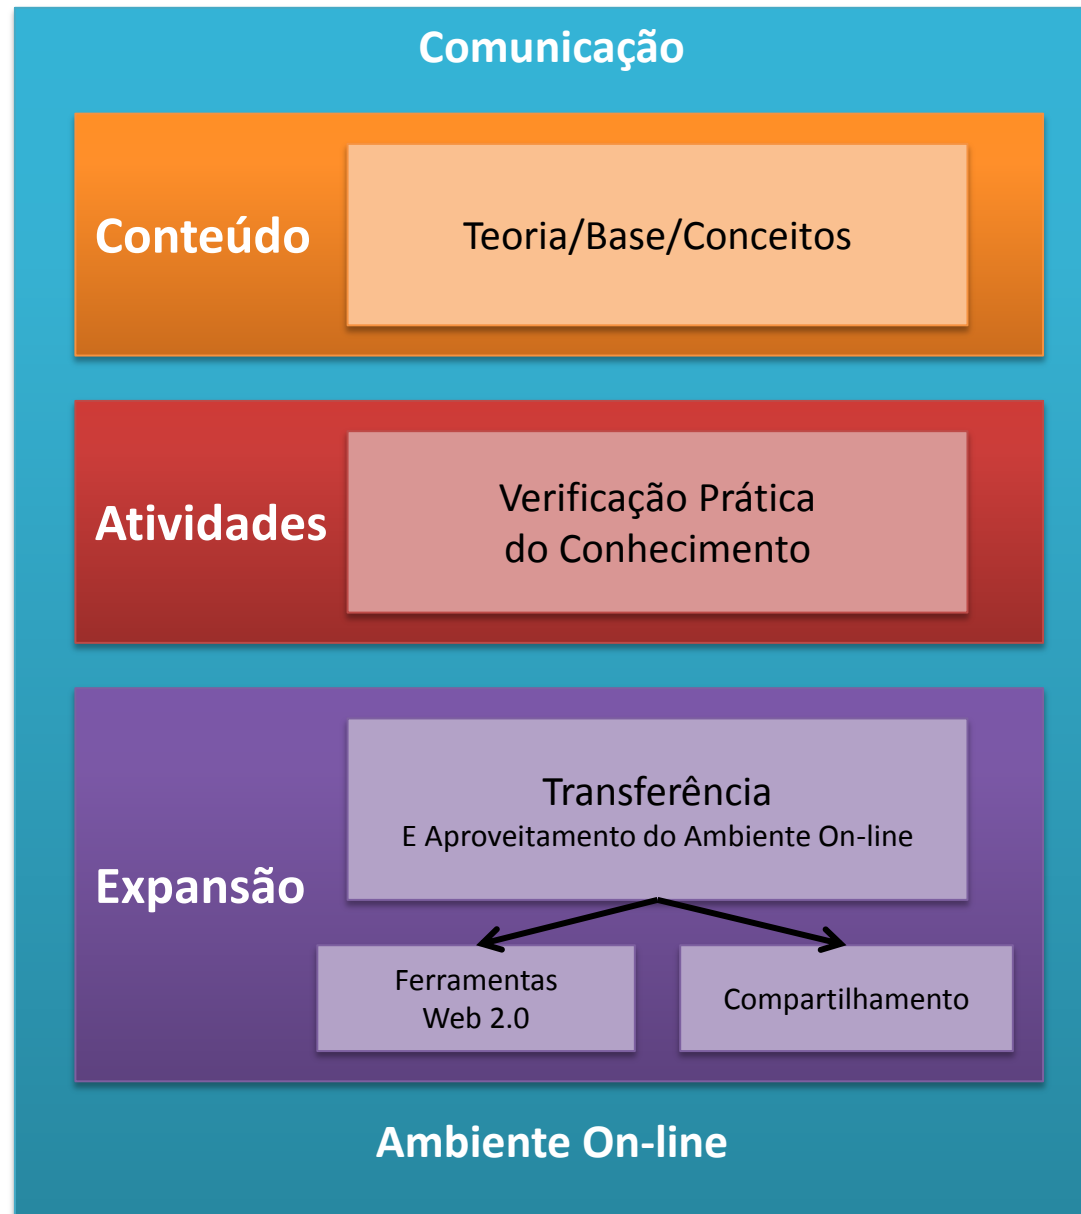 Comunicação
Conteúdo
Teoria/Base/Conceitos
Atividades
Verificação Prática
do Conhecimento
Expansão
Transferência
E Aproveitamento do Ambiente On-line
Ferramentas
Web 2.0
Compartilhamento
Ambiente On-line